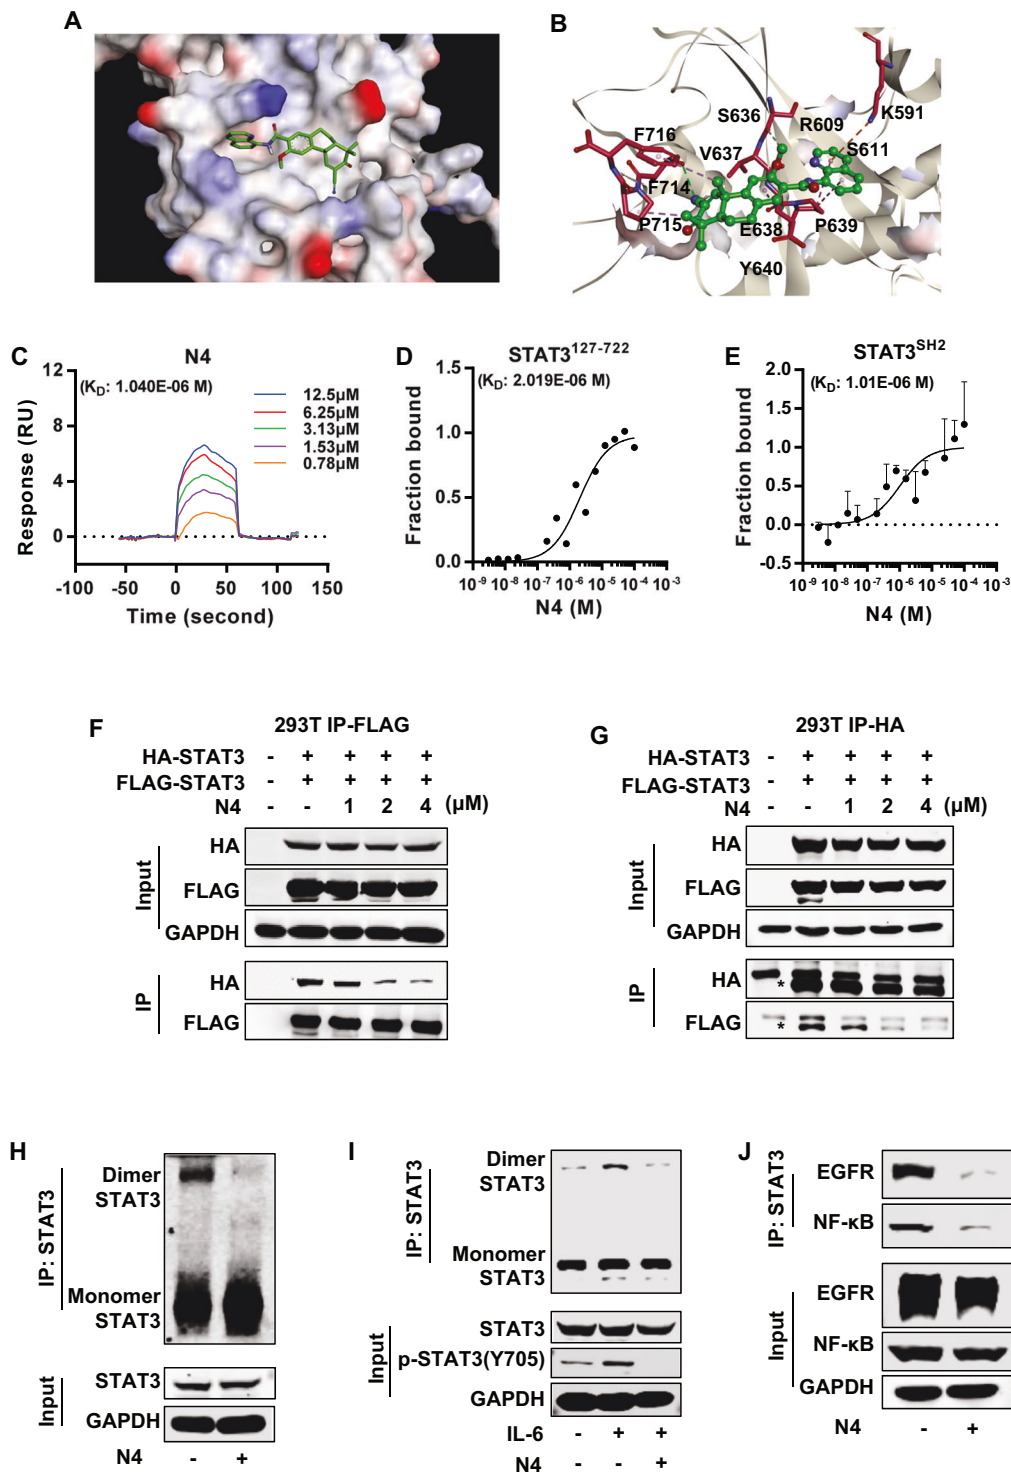 A
B
S636
R609
K591
F716
V637
S611
F714
P715
E638
P639
Y640
C
N4
(K_D: 1.040E-06 M)
12.5μM
6.25μM
3.13μM
1.53μM
0.78μM
Response (RU)
12
8
4
0
-100 -50 0 50 100 150
Time (second)
D
STAT3^127-722
(K_D: 2.019E-06 M)
Fraction bound
1.5
1.0
0.5
0.0
10^-9 10^-8 10^-7 10^-6 10^-5 10^-4 10^-3
N4 (M)
E
STAT3^SH2
(K_D: 1.01E-06 M)
Fraction bound
2.0
1.5
1.0
0.5
0.0
-0.5
10^-9 10^-8 10^-7 10^-6 10^-5 10^-4 10^-3
N4 (M)
F
293T IP-FLAG
HA-STAT3 - + + + +
FLAG-STAT3 - + + + +
N4 - - 1 2 4 (μM)
Input
HA
FLAG
GAPDH
IP
HA
FLAG
G
293T IP-HA
HA-STAT3 - + + + +
FLAG-STAT3 - + + + +
N4 - - 1 2 4 (μM)
Input
HA
FLAG
GAPDH
IP
HA
*
FLAG
*
H
IP: STAT3
Dimer
STAT3
Monomer
STAT3
Input
STAT3
GAPDH
N4 - +
I
IP: STAT3
Dimer
STAT3
Monomer
STAT3
Input
STAT3
p-STAT3(Y705)
GAPDH
IL-6 - + +
N4 - - +
J
IP: STAT3
EGFR
NF-κB
Input
EGFR
NF-κB
GAPDH
N4 - +